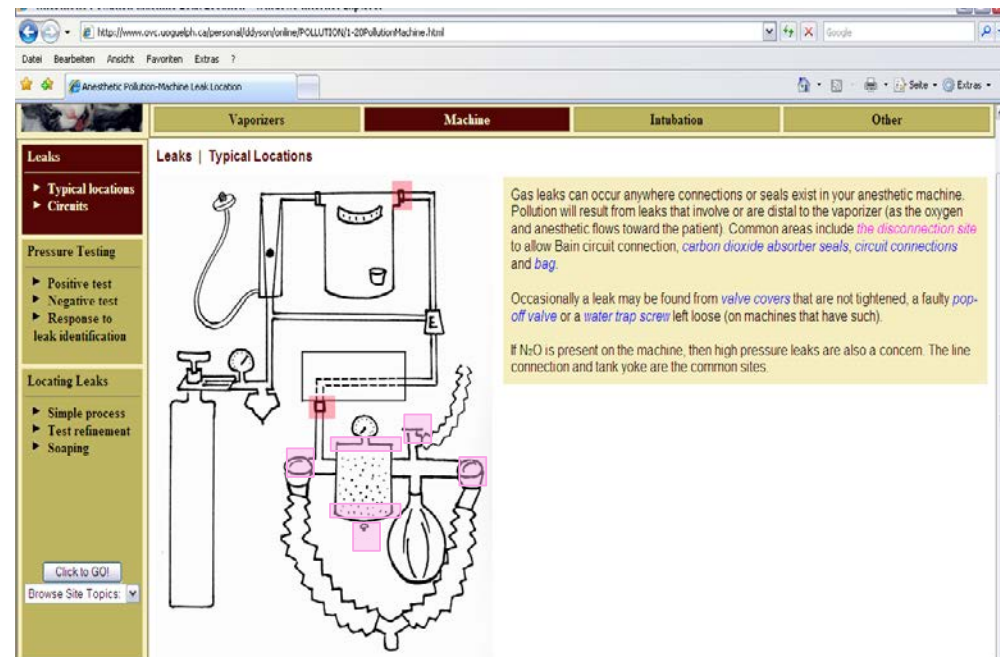 http://www.ovc.uoguelph.ca/personal/ddyson/online/POLLUTION/1-20PollutionMachine.html
Google
Datei Bearbeiten Ansicht Favoriten Extras ?
Anesthetic Pollution-Machine Leak Location
Seite Extras
Vaporizers Machine Intubation Other
Leaks
Typical locations
Circuits
Pressure Testing
Positive test
Negative test
Response to
leak identification
Locating Leaks
Simple process
Test refinement
Soaping
Click to GO!
Browse Site Topics:
Leaks | Typical Locations
E
Gas leaks can occur anywhere connections or seals exist in your anesthetic machine.
Pollution will result from leaks that involve or are distal to the vaporizer (as the oxygen
and anesthetic flows toward the patient). Common areas include the disconnection site
to allow Bain circuit connection, carbon dioxide absorber seals, circuit connections
and bag.
Occasionally a leak may be found from valve covers that are not tightened, a faulty pop-
off valve or a water trap screw left loose (on machines that have such).
If N₂O is present on the machine, then high pressure leaks are also a concern. The line
connection and tank yoke are the common sites.